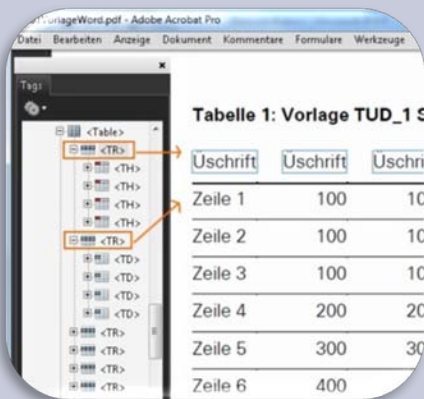 VorlageWord.pdf - Adobe Acrobat Pro
Datei Bearbeiten Anzeige Dokument Kommentare Formulare Werkzeuge
Tags
<Table>
<TR>
<TH>
<TH>
<TH>
<TH>
<TR>
<TD>
<TD>
<TD>
<TD>
<TR>
<TR>
<TR>
<TR>
Tabelle 1: Vorlage TUD_1 S
Üschrift Üschrift Üschri
Zeile 1 100 10
Zeile 2 100 10
Zeile 3 100 10
Zeile 4 200 20
Zeile 5 300 30
Zeile 6 400